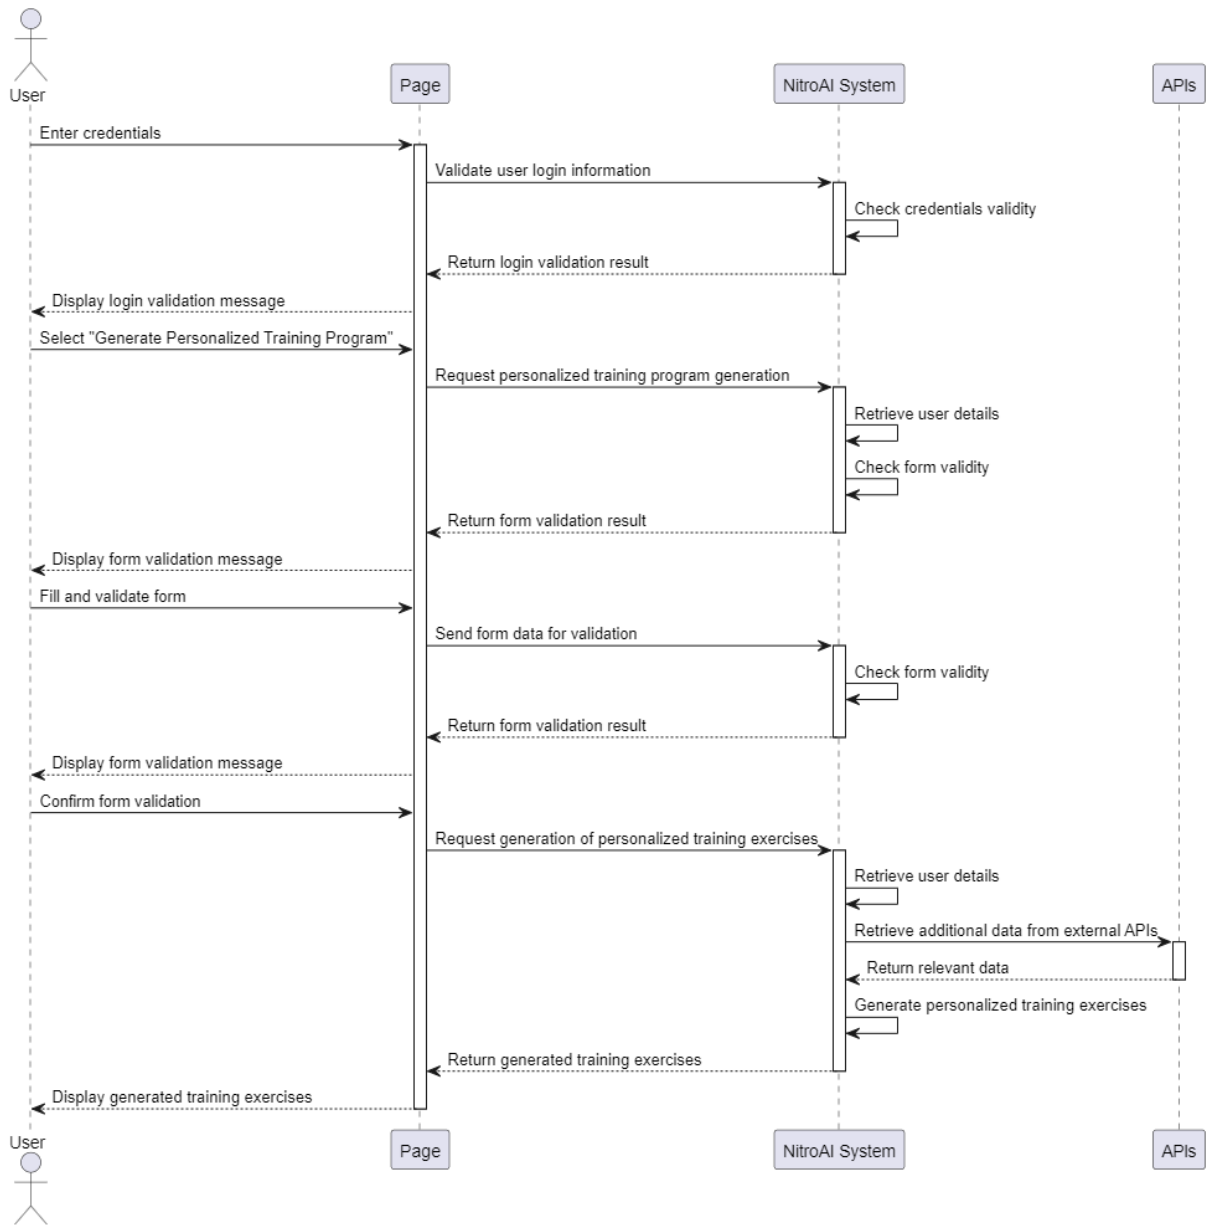 User
Page
NitroAI System
APIs
Enter credentials
Validate user login information
Check credentials validity
Return login validation result
Display login validation message
Select "Generate Personalized Training Program"
Request personalized training program generation
Retrieve user details
Check form validity
Return form validation result
Display form validation message
Fill and validate form
Send form data for validation
Check form validity
Return form validation result
Display form validation message
Confirm form validation
Request generation of personalized training exercises
Retrieve user details
Retrieve additional data from external APIs
Return relevant data
Generate personalized training exercises
Return generated training exercises
Display generated training exercises
User
Page
NitroAI System
APIs